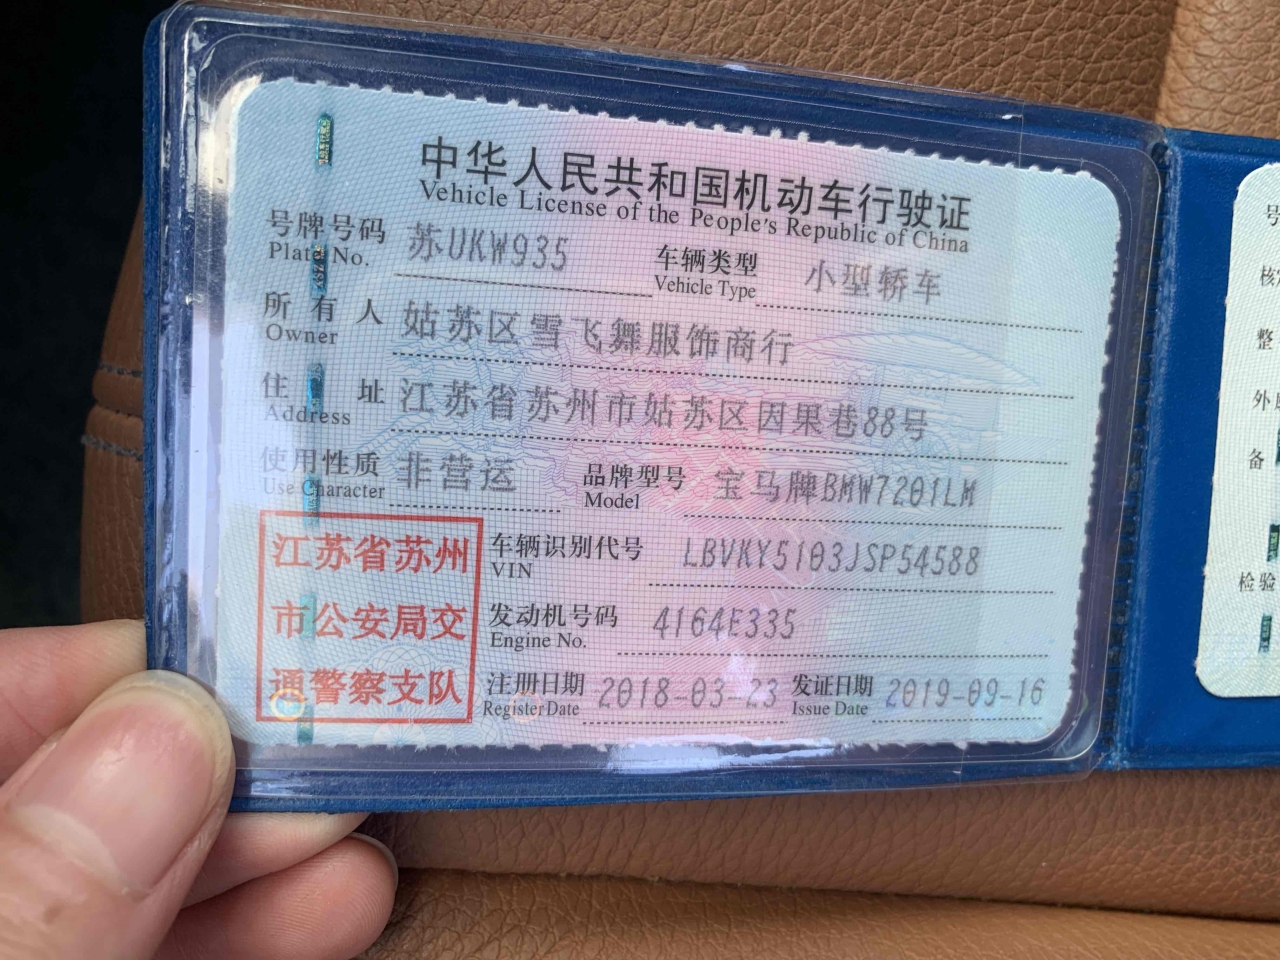 中华人民共和国机动车行驶证
Vehicle License of the People's Republic of China
号牌号码 苏UKW935 车辆类型 小型轿车
Plate No. Vehicle Type
所有人 姑苏区雪飞舞服饰商行
Owner
住址 江苏省苏州市姑苏区因果巷88号
Address
使用性质 非营运 品牌型号 宝马牌BMW7201LM
Use Character Model
江苏省苏州
市公安局交
通警察支队
车辆识别代号 LBVKY5103JSP54588
VIN
发动机号码 4164E335
Engine No.
注册日期 2018-03-23 发证日期 2019-09-16
Register Date Issue Date
号
核
整
外
备
检验